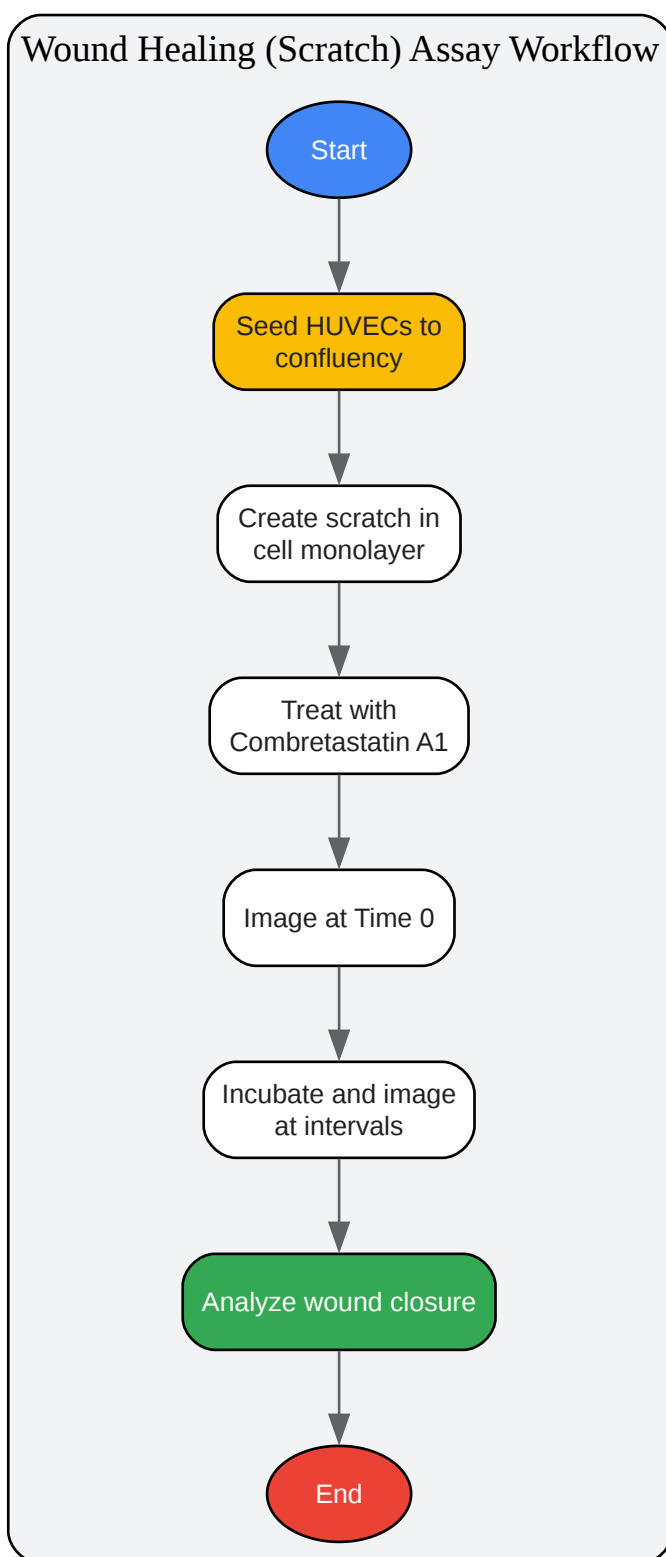 Wound Healing (Scratch) Assay Workflow
Start
Seed HUVECs to
confluency
Create scratch in
cell monolayer
Treat with
Combretastatin A1
Image at Time 0
Incubate and image
at intervals
Analyze wound closure
End